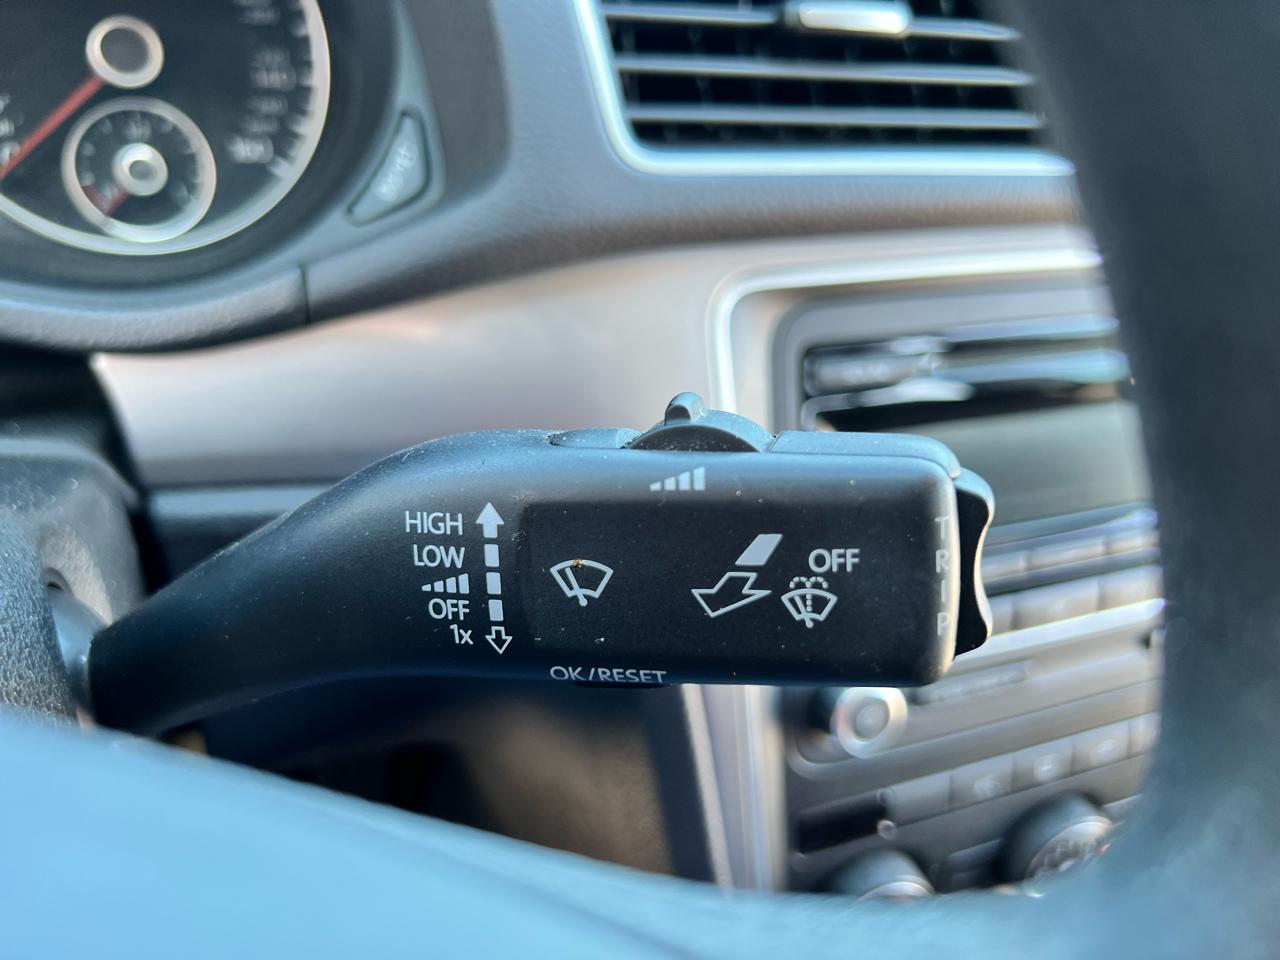 HIGH
LOW
OFF
1x
OFF
TRIP
OK/RESET